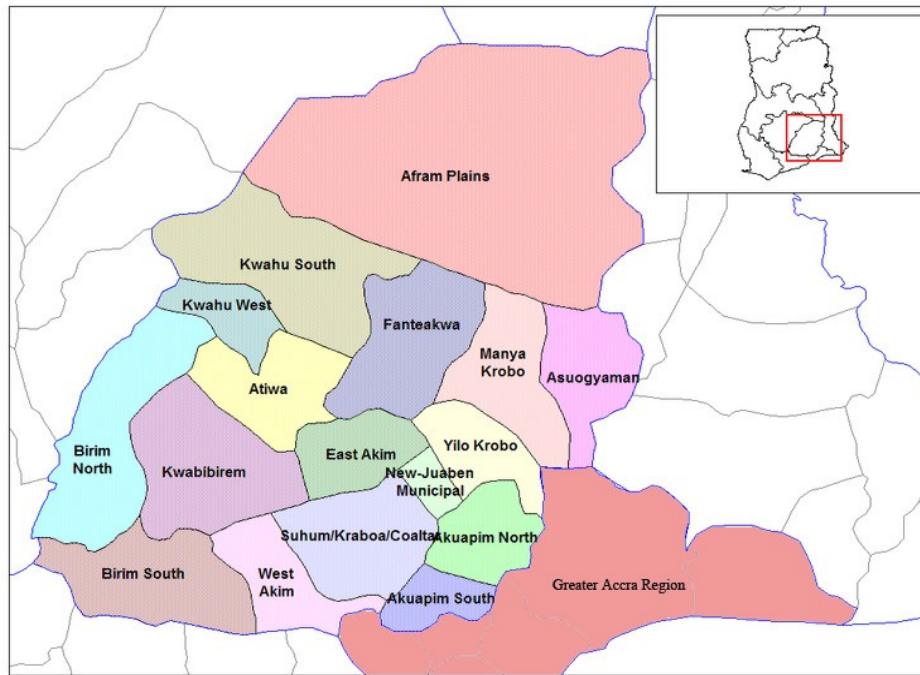 Afram Plains
Kwahu South
Kwahu West
Fanteakwa
Manya
Krobo
Asuogyaman
Atiwa
Birim
North
Kwabibirem
East Akim
Yilo Krobo
New-Juaben
Municipal
Suhum/Kraboa/Coaltar
Akuapim North
Birim South
West
Akim
Akuapim South
Greater Accra Region